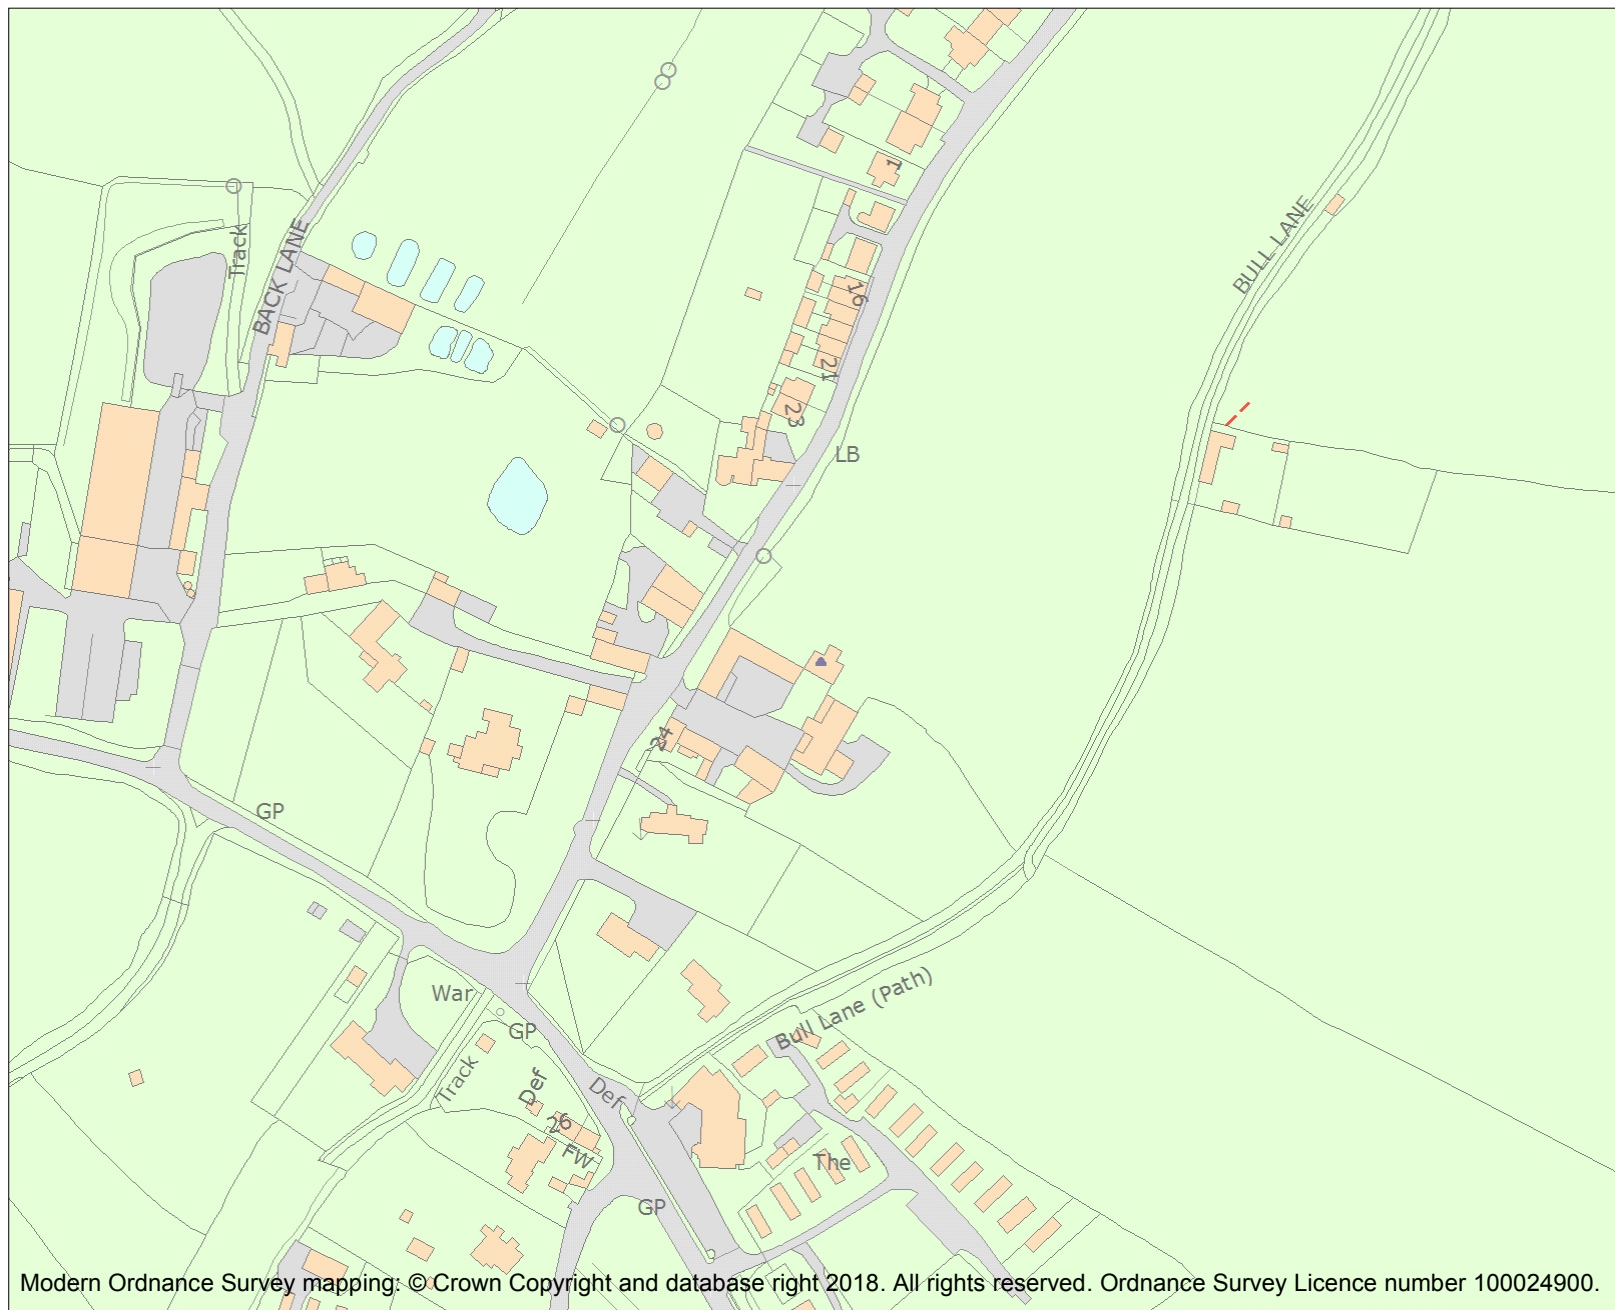 1
BULL LANE
Track
BACK LANE
16
21
23
LB
24
GP
War
Bull Lane (Path)
GP
Track
Def
Def
26
FW
The
GP
Modern Ordnance Survey mapping: © Crown Copyright and database right 2018. All rights reserved. Ordnance Survey Licence number 100024900.